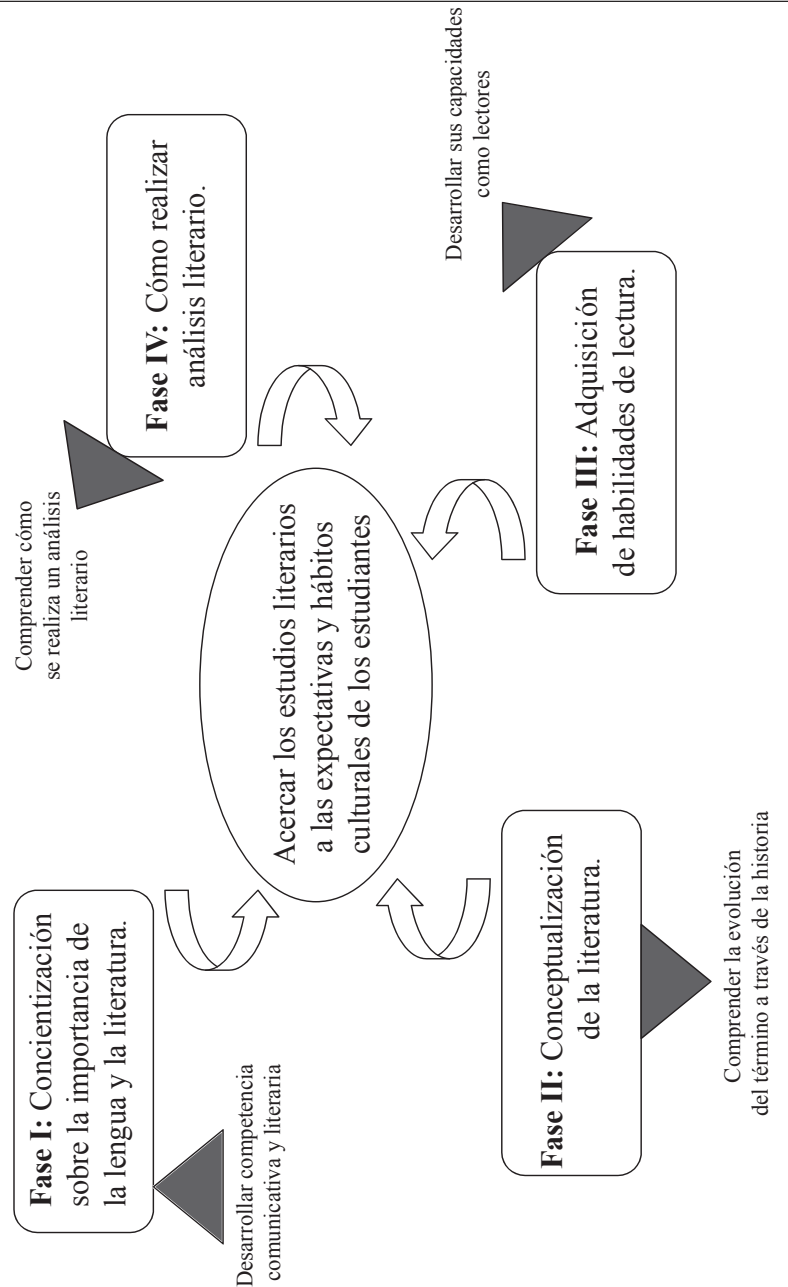 Fase I: Concientización
sobre la importancia de
la lengua y la literatura.
Desarrollar competencia
comunicativa y literaria
Comprender cómo
se realiza un análisis
literario
Fase IV: Cómo realizar
análisis literario.
Acercar los estudios literarios
a las expectativas y hábitos
culturales de los estudiantes
Fase II: Conceptualización
de la literatura.
Comprender la evolución
del término a través de la historia
Desarrollar sus capacidades
como lectores
Fase III: Adquisición
de habilidades de lectura.